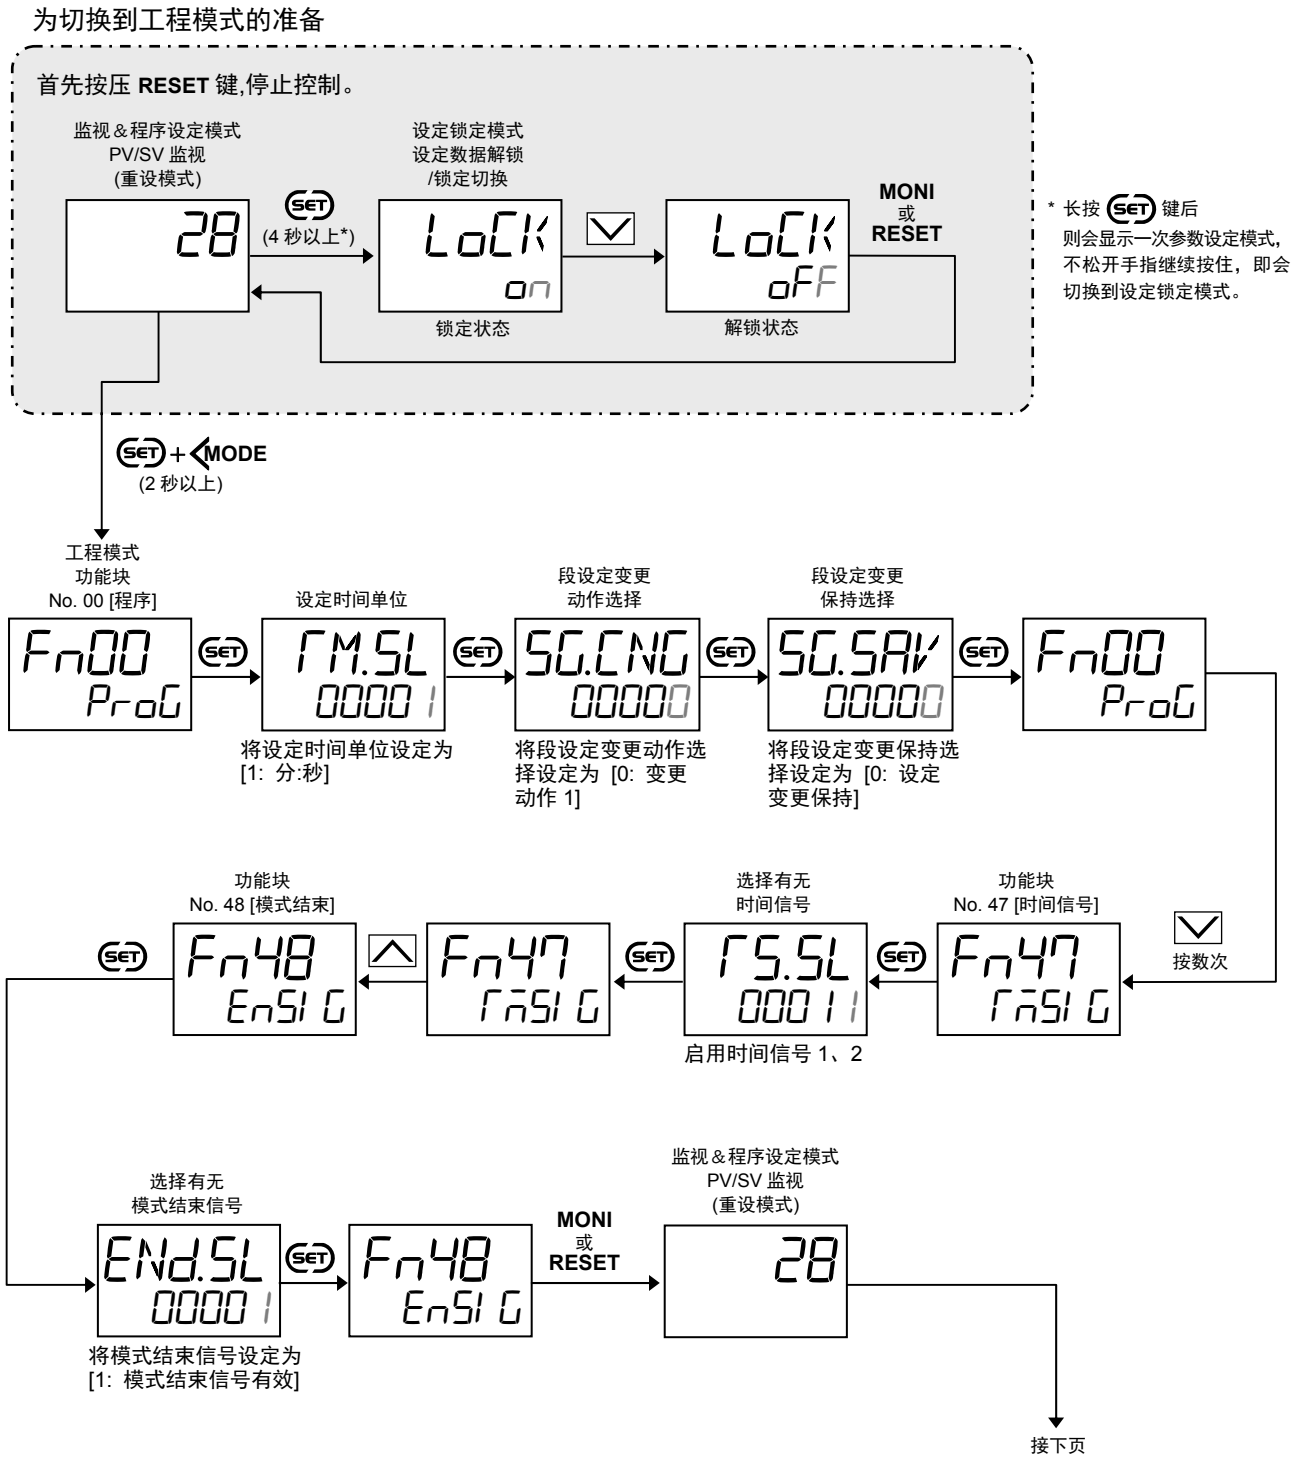 为切换到工程模式的准备
首先按压 RESET 键,停止控制。
监视&程序设定模式
PV/SV 监视
(重设模式)
28
SET
(4 秒以上*)
设定锁定模式
设定数据解锁
/锁定切换
LoCK
on
锁定状态
LoCK
oFF
解锁状态
MONI
或
RESET
* 长按 SET 键后
则会显示一次参数设定模式,
不松开手指继续按住，即会
切换到设定锁定模式。
SET + <MODE
(2 秒以上)
工程模式
功能块
No. 00 [程序]
Fn00
ProG
SET
设定时间单位
TM.SL
00001
将设定时间单位设定为
[1: 分:秒]
SET
段设定变更
动作选择
SG.CNG
00000
将段设定变更动作选
择设定为 [0: 变更
动作 1]
SET
段设定变更
保持选择
SG.SAV
00000
将段设定变更保持选
择设定为 [0: 设定
变更保持]
SET
Fn00
ProG
按数次
功能块
No. 47 [时间信号]
Fn47
TMSIG
SET
选择有无
时间信号
TS.SL
00011
启用时间信号 1、2
SET
Fn47
TMSIG
功能块
No. 48 [模式结束]
Fn48
EnSIG
SET
选择有无
模式结束信号
ENd.SL
00001
将模式结束信号设定为
[1: 模式结束信号有效]
SET
Fn48
EnSIG
MONI
或
RESET
监视&程序设定模式
PV/SV 监视
(重设模式)
28
接下页